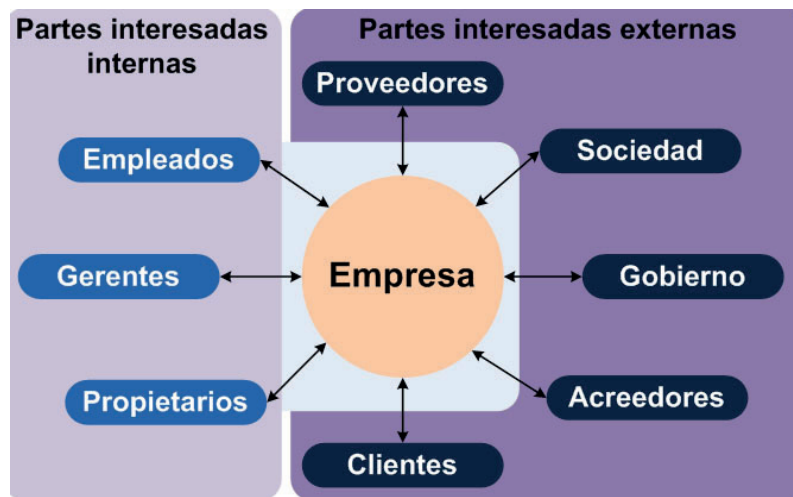 Partes interesadas
internas
Partes interesadas externas
Proveedores
Empleados
Sociedad
Gerentes
Empresa
Gobierno
Propietarios
Acreedores
Clientes